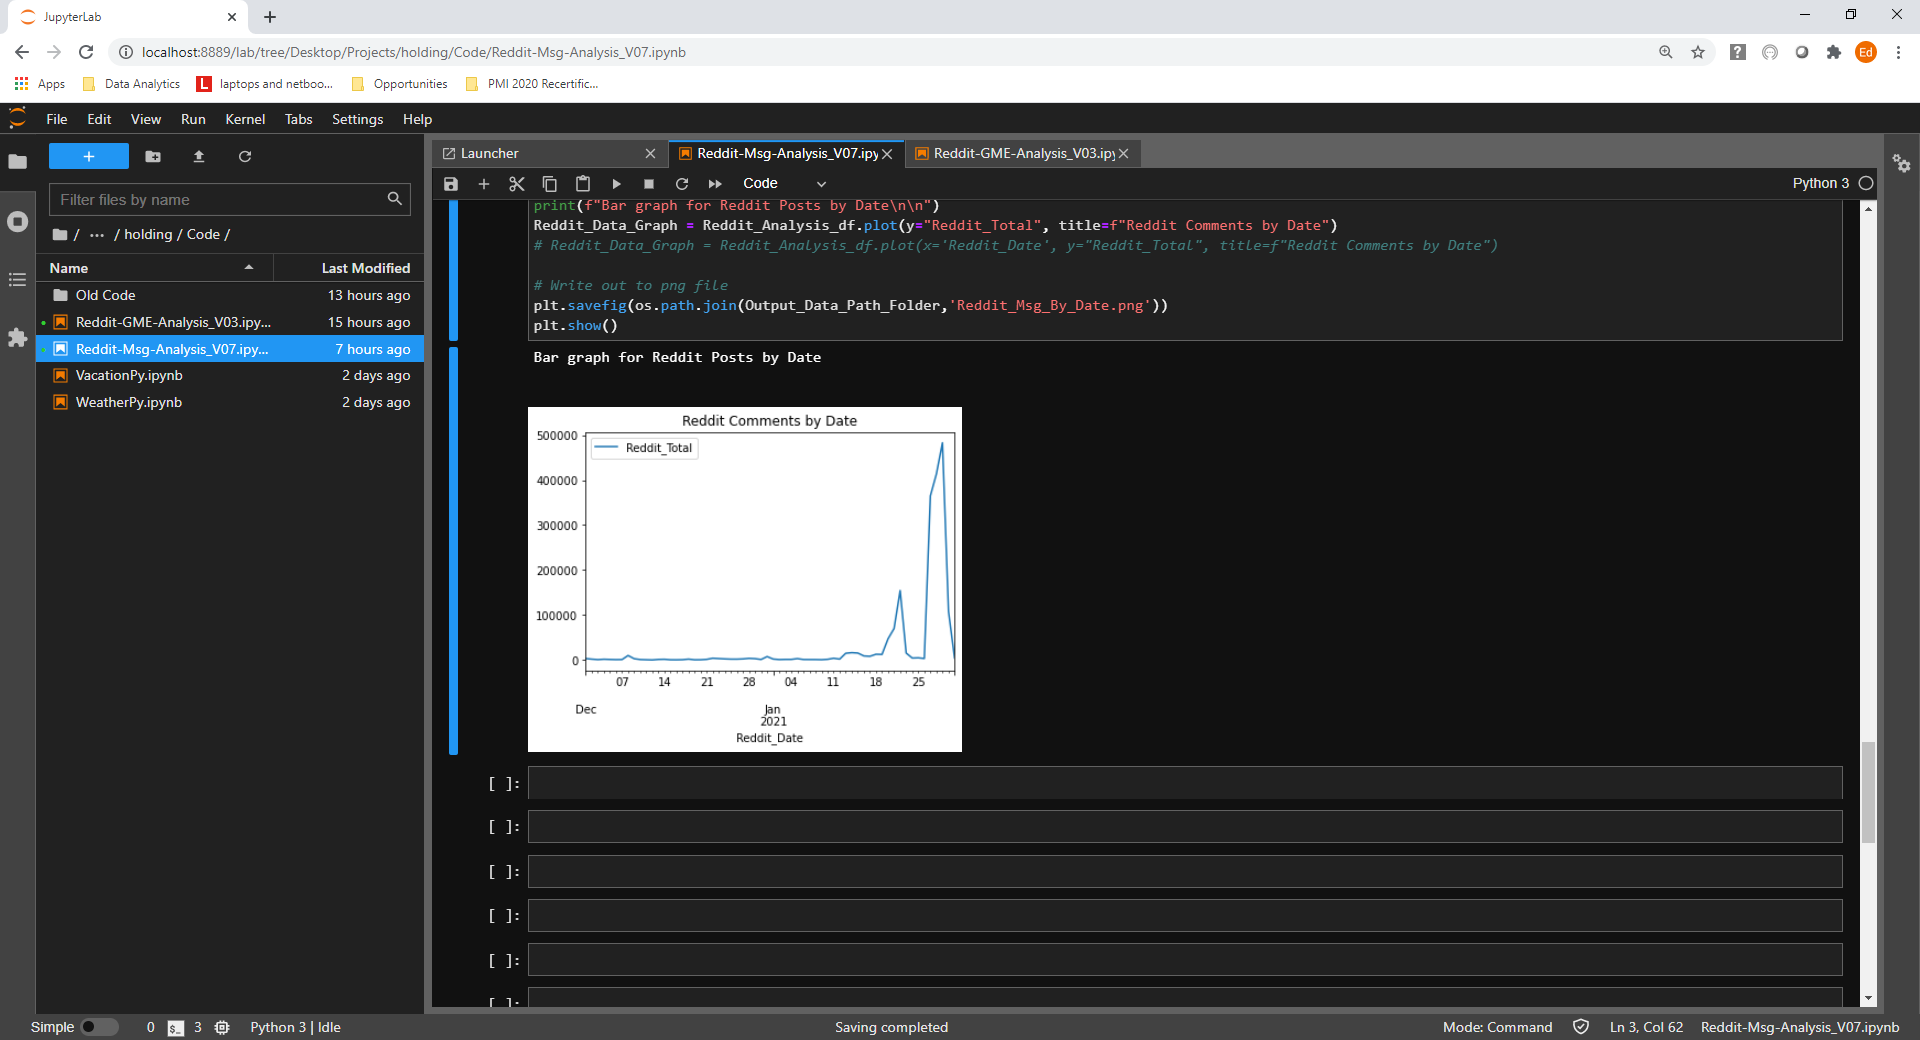 JupyterLab
localhost:8889/lab/tree/Desktop/Projects/holding/Code/Reddit-Msg-Analysis_V07.ipynb
Ed
Apps Data Analytics L laptops and netboo... Opportunities PMI 2020 Recertific...
File Edit View Run Kernel Tabs Settings Help
Launcher Reddit-Msg-Analysis_V07.ipy Reddit-GME-Analysis_V03.ipy
Code Python 3
Filter files by name
/ ... / holding / Code /
Name Last Modified
Old Code 13 hours ago
Reddit-GME-Analysis_V03.ipy... 15 hours ago
Reddit-Msg-Analysis_V07.ipy... 7 hours ago
VacationPy.ipynb 2 days ago
WeatherPy.ipynb 2 days ago
print(f"Bar graph for Reddit Posts by Date\n\n")
Reddit_Data_Graph = Reddit_Analysis_df.plot(y="Reddit_Total", title=f"Reddit Comments by Date")
# Reddit_Data_Graph = Reddit_Analysis_df.plot(x='Reddit_Date', y="Reddit_Total", title=f"Reddit Comments by Date")
# Write out to png file
plt.savefig(os.path.join(Output_Data_Path_Folder,'Reddit_Msg_By_Date.png'))
plt.show()
Bar graph for Reddit Posts by Date
Reddit Comments by Date
Reddit_Total
500000
400000
300000
200000
100000
0
07 14 21 28 04 11 18 25
Dec Jan
2021
Reddit_Date
[ ]:
[ ]:
[ ]:
[ ]:
[ ]:
[ ]:
Simple 0 $_ 3 Python 3 | Idle Saving completed Mode: Command Ln 3, Col 62 Reddit-Msg-Analysis_V07.ipynb